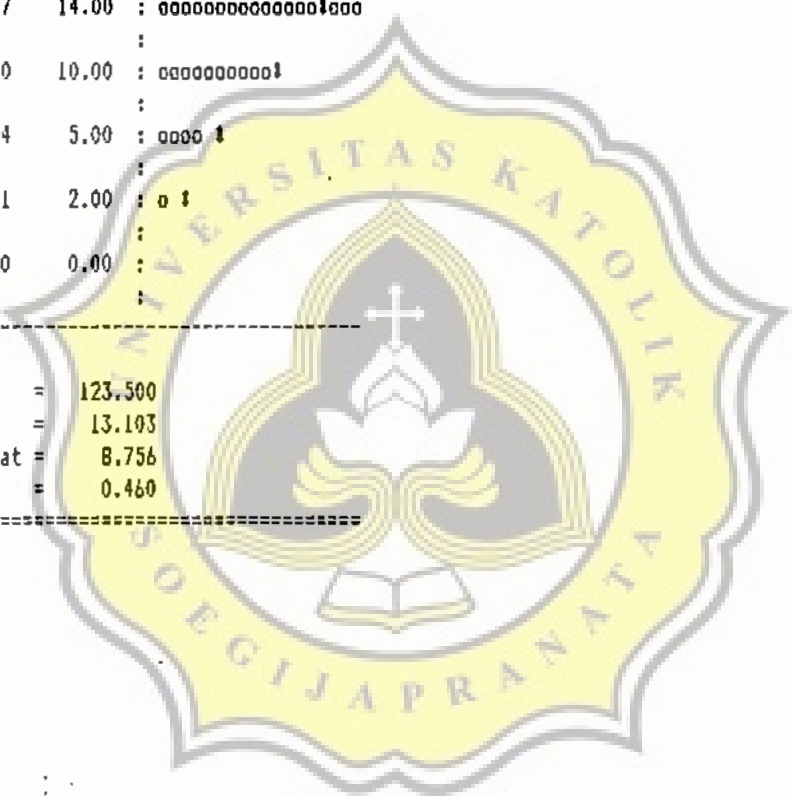 7 14.00 : ooooooooooooooo*ooo
:
0 10.00 : oooooooooo*
:
4 5.00 : oooo *
:
1 2.00 : o *
:
0 0.00 :
:
------------------------------
= 123.500
= 13.103
at = 8.756
= 0.460
==============================
UNIVERSITAS KATOLIK
SOEGIJAPRANATA